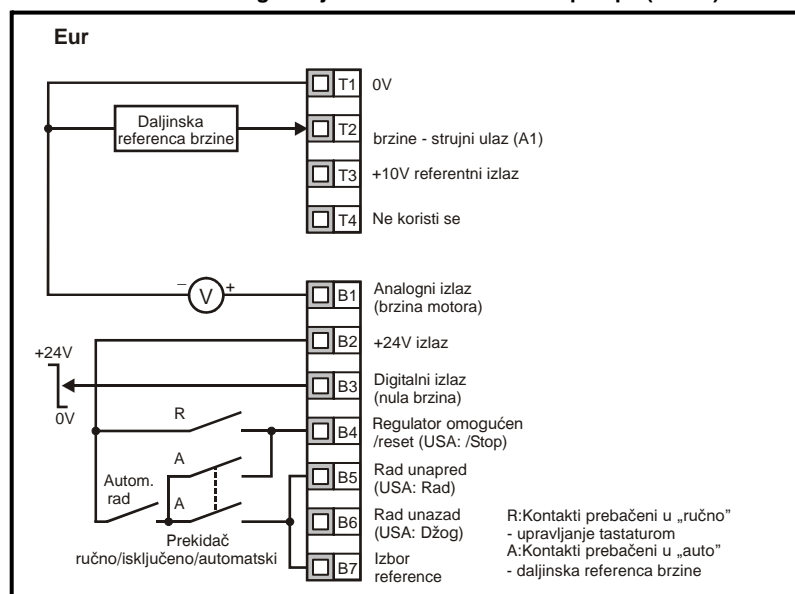 Eur
T1 0V
Daljinska
referenca brzine
T2
brzine - strujni ulaz (A1)
T3 +10V referentni izlaz
T4 Ne koristi se
− V +
B1 Analogni izlaz
(brzina motora)
B2 +24V izlaz
+24V
0V
B3 Digitalni izlaz
(nula brzina)
R
B4 Regulator omogućen
/reset (USA: /Stop)
A
Autom.
rad
A
B5 Rad unapred
(USA: Rad)
B6 Rad unazad
(USA: Džog)
Prekidač
ručno/isključeno/automatski
B7 Izbor
reference
R:Kontakti prebačeni u „ručno”
- upravljanje tastaturom
A:Kontakti prebačeni u „auto”
- daljinska referenca brzine